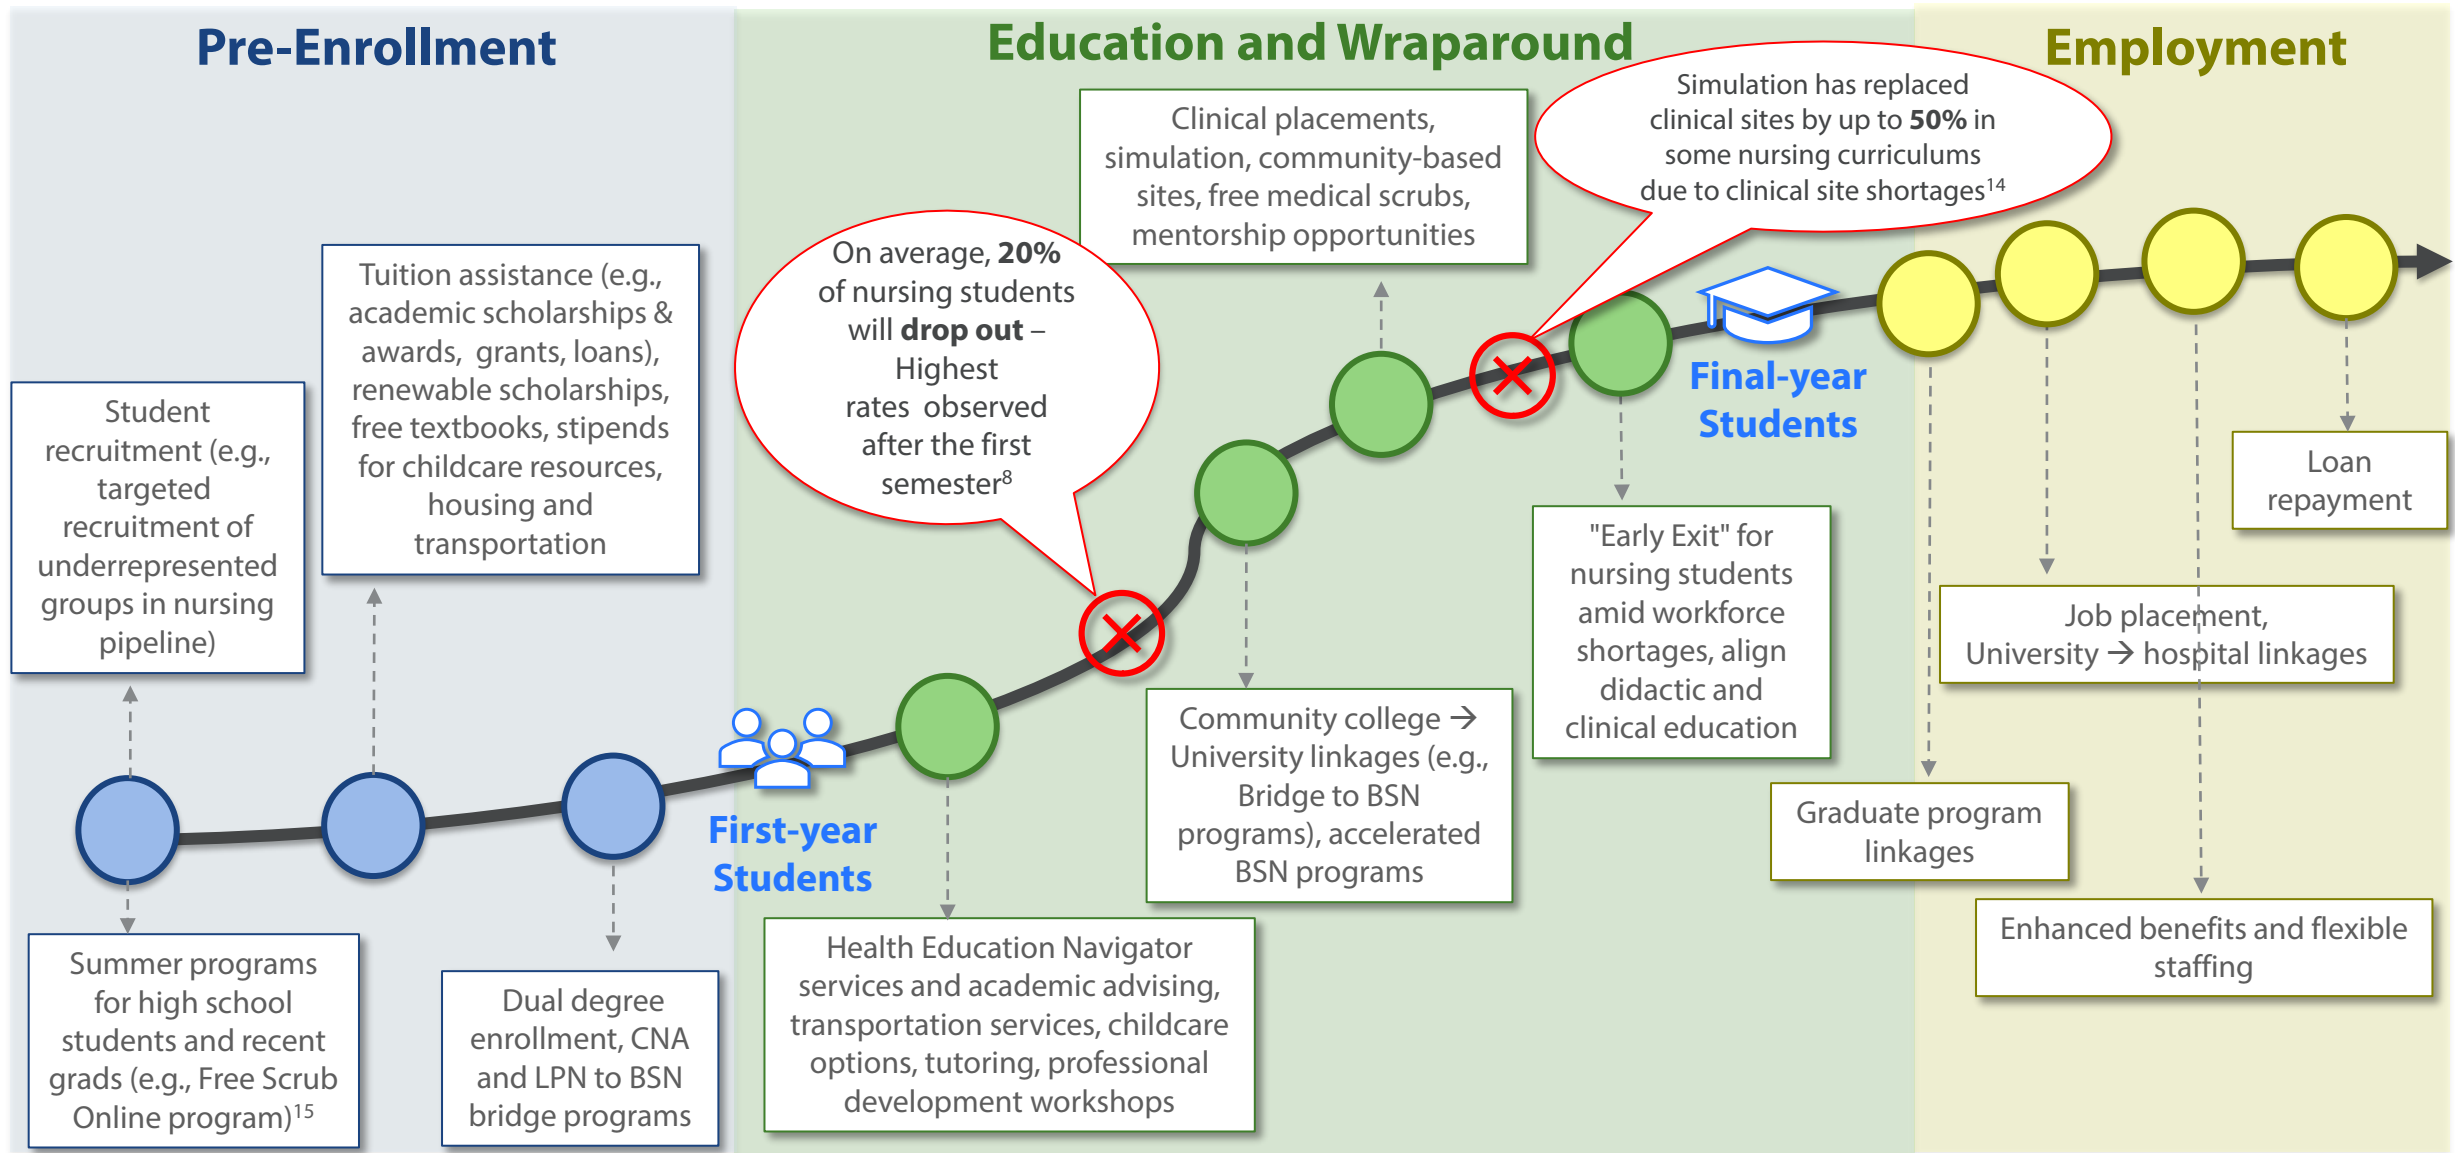 Pre-Enrollment
Education and Wraparound
Employment
Student
recruitment (e.g.,
targeted
recruitment of
underrepresented
groups in nursing
pipeline)
Tuition assistance (e.g.,
academic scholarships &
awards, grants, loans),
renewable scholarships,
free textbooks, stipends
for childcare resources,
housing and
transportation
Summer programs
for high school
students and recent
grads (e.g., Free Scrub
Online program)15
Dual degree
enrollment, CNA
and LPN to BSN
bridge programs
First-year
Students
On average, 20%
of nursing students
will drop out –
Highest
rates observed
after the first
semester8
Clinical placements,
simulation, community-based
sites, free medical scrubs,
mentorship opportunities
Simulation has replaced
clinical sites by up to 50% in
some nursing curriculums
due to clinical site shortages14
Health Education Navigator
services and academic advising,
transportation services, childcare
options, tutoring, professional
development workshops
Community college →
University linkages (e.g.,
Bridge to BSN
programs), accelerated
BSN programs
"Early Exit" for
nursing students
amid workforce
shortages, align
didactic and
clinical education
Final-year
Students
Graduate program
linkages
Job placement,
University → hospital linkages
Enhanced benefits and flexible
staffing
Loan
repayment